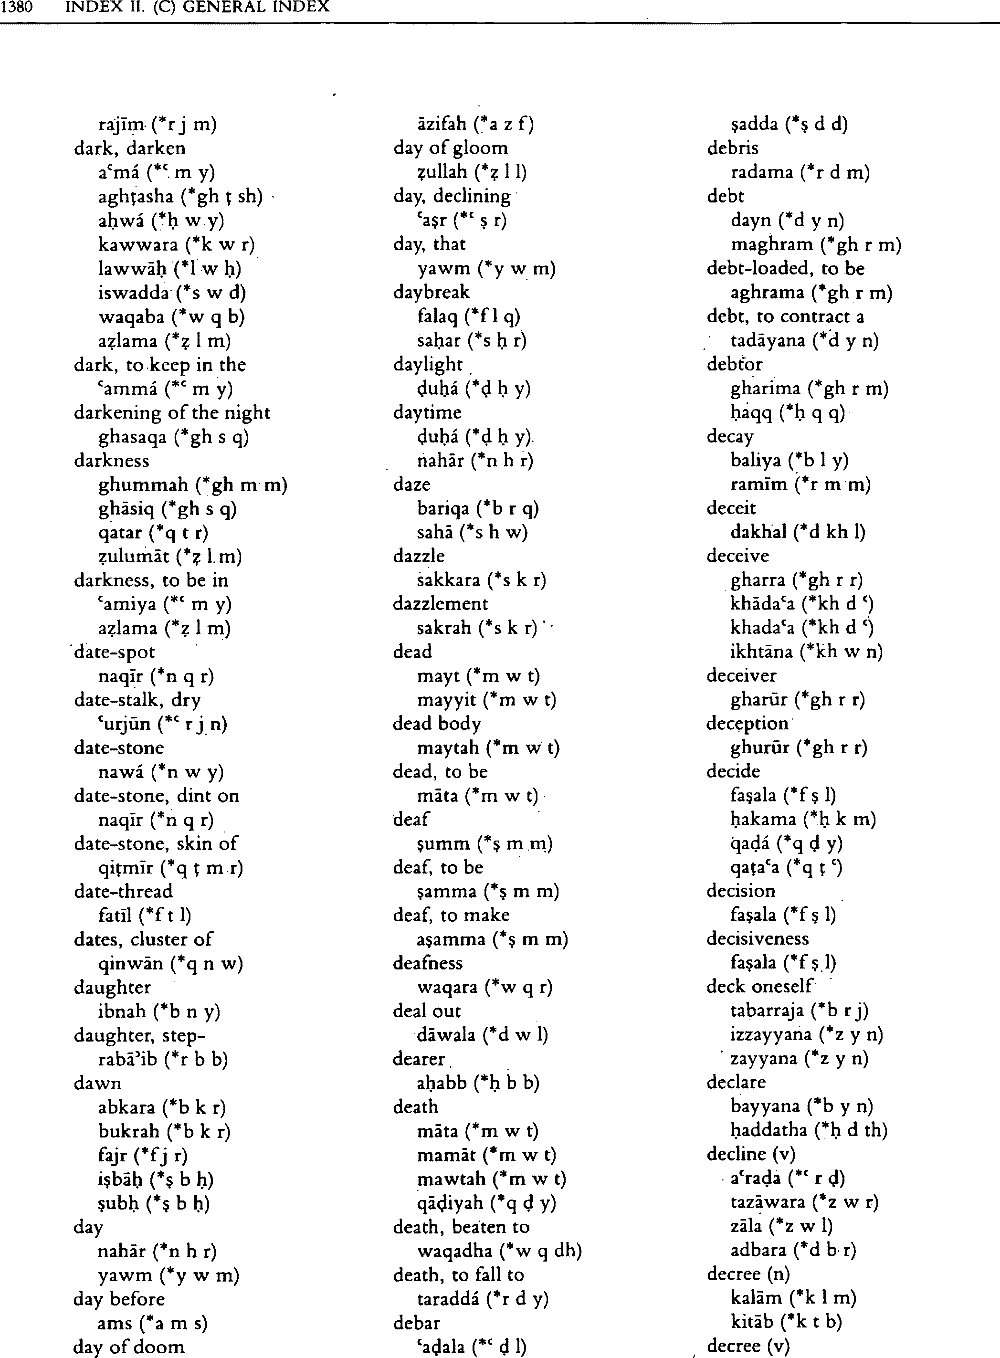 1380 INDEX II. (C) GENERAL INDEX
rajīm (*r j m)
dark, darken
aʿmá (*ʿ m y)
aghṭasha (*gh ṭ sh)
aḥwá (*ḥ w y)
kawwara (*k w r)
lawwāḥ (*l w ḥ)
iswadda (*s w d)
waqaba (*w q b)
aẓlama (*ẓ l m)
dark, to keep in the
ʿammá (*ʿ m y)
darkening of the night
ghasaqa (*gh s q)
darkness
ghummah (*gh m m)
ghāsiq (*gh s q)
qatar (*q t r)
ẓulumāt (*ẓ l m)
darkness, to be in
ʿamiya (*ʿ m y)
aẓlama (*ẓ l m)
date-spot
naqīr (*n q r)
date-stalk, dry
ʿurjūn (*ʿ r j n)
date-stone
nawá (*n w y)
date-stone, dint on
naqīr (*n q r)
date-stone, skin of
qiṭmīr (*q ṭ m r)
date-thread
fatīl (*f t l)
dates, cluster of
qinwān (*q n w)
daughter
ibnah (*b n y)
daughter, step-
rabāʾib (*r b b)
dawn
abkara (*b k r)
bukrah (*b k r)
fajr (*f j r)
iṣbāḥ (*ṣ b ḥ)
ṣubḥ (*ṣ b ḥ)
day
nahār (*n h r)
yawm (*y w m)
day before
ams (*a m s)
day of doom
āzifah (*a z f)
day of gloom
ẓullah (*ẓ l l)
day, declining
ʿaṣr (*ʿ ṣ r)
day, that
yawm (*y w m)
daybreak
falaq (*f l q)
saḥar (*s ḥ r)
daylight
ḍuḥá (*ḍ ḥ y)
daytime
ḍuḥá (*ḍ ḥ y)
nahār (*n h r)
daze
bariqa (*b r q)
sahā (*s h w)
dazzle
sakkara (*s k r)
dazzlement
sakrah (*s k r)
dead
mayt (*m w t)
mayyit (*m w t)
dead body
maytah (*m w t)
dead, to be
māta (*m w t)
deaf
ṣumm (*ṣ m m)
deaf, to be
ṣamma (*ṣ m m)
deaf, to make
aṣamma (*ṣ m m)
deafness
waqara (*w q r)
deal out
dāwala (*d w l)
dearer
aḥabb (*ḥ b b)
death
māta (*m w t)
mamāt (*m w t)
mawtah (*m w t)
qāḍiyah (*q ḍ y)
death, beaten to
waqadha (*w q dh)
death, to fall to
taraddá (*r d y)
debar
ʿaḍala (*ʿ ḍ l)
ṣadda (*ṣ d d)
debris
radama (*r d m)
debt
dayn (*d y n)
maghram (*gh r m)
debt-loaded, to be
aghrama (*gh r m)
debt, to contract a
tadāyana (*d y n)
debtor
gharima (*gh r m)
ḥaqq (*ḥ q q)
decay
baliya (*b l y)
ramīm (*r m m)
deceit
dakhal (*d kh l)
deceive
gharra (*gh r r)
khādaʿa (*kh d ʿ)
khadaʿa (*kh d ʿ)
ikhtāna (*kh w n)
deceiver
gharūr (*gh r r)
deception
ghurūr (*gh r r)
decide
faṣala (*f ṣ l)
ḥakama (*ḥ k m)
qaḍá (*q ḍ y)
qaṭaʿa (*q ṭ ʿ)
decision
faṣala (*f ṣ l)
decisiveness
faṣala (*f ṣ l)
deck oneself
tabarraja (*b r j)
izzayyana (*z y n)
zayyana (*z y n)
declare
bayyana (*b y n)
ḥaddatha (*ḥ d th)
decline (v)
aʿraḍa (*ʿ r ḍ)
tazāwara (*z w r)
zāla (*z w l)
adbara (*d b r)
decree (n)
kalām (*k l m)
kitāb (*k t b)
decree (v)